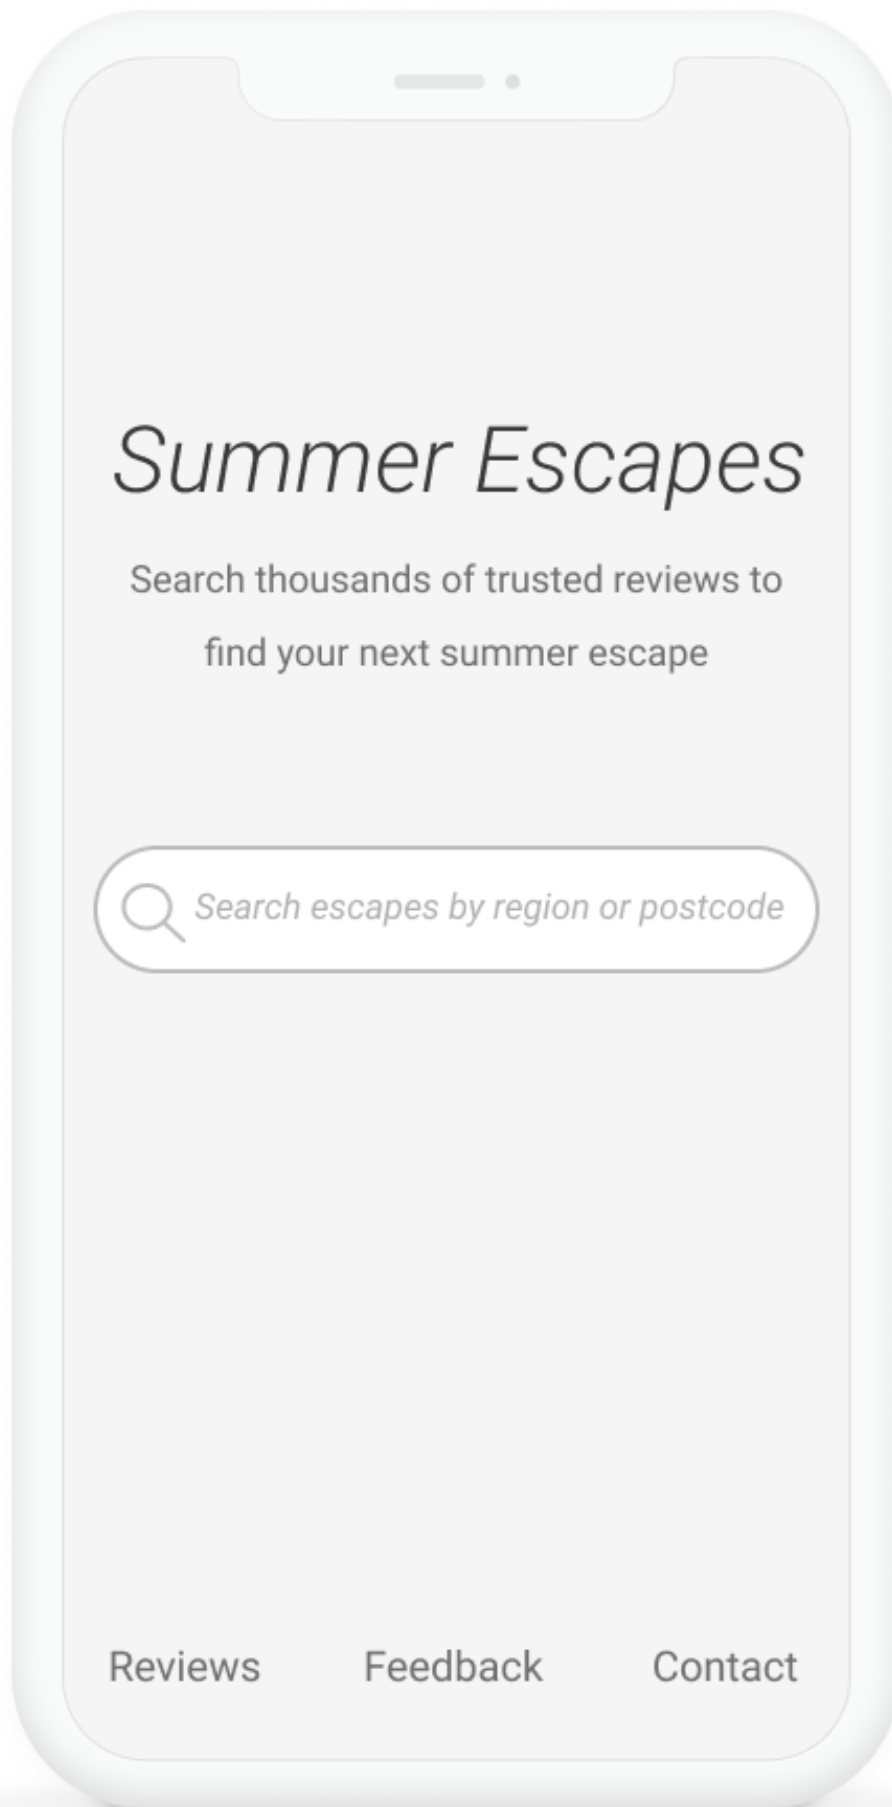 Summer Escapes
Search thousands of trusted reviews to
find your next summer escape
Search escapes by region or postcode
Reviews Feedback Contact